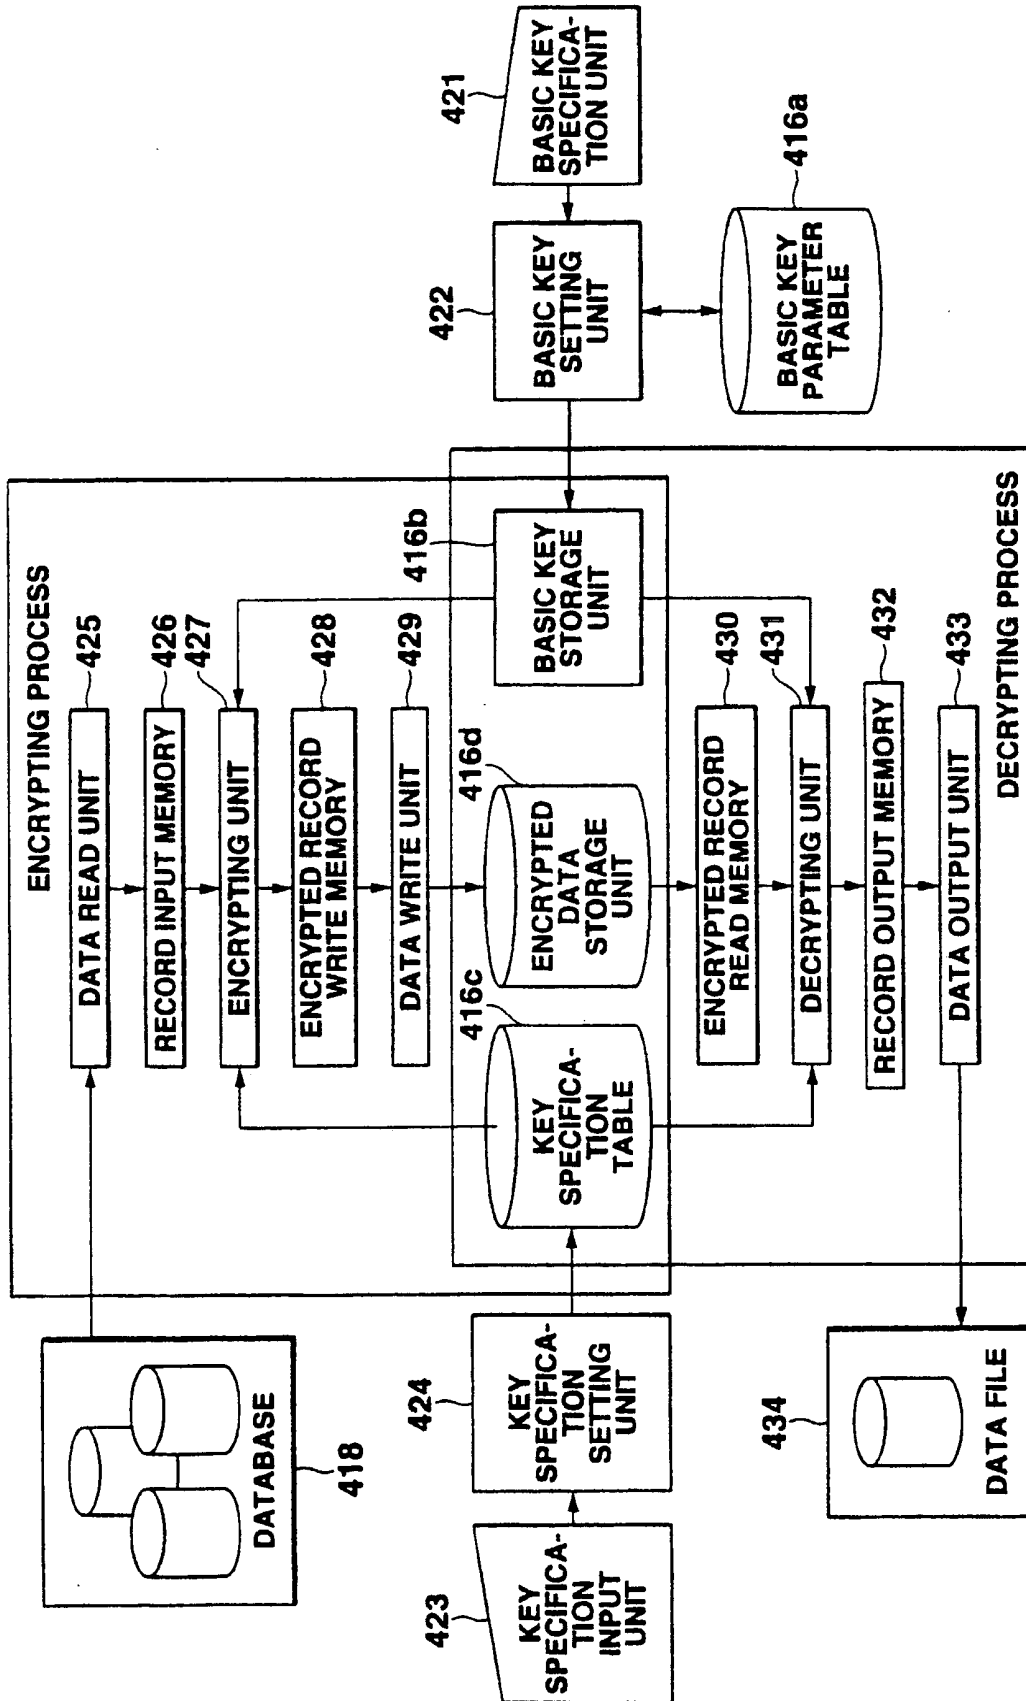 ENCRYPTING PROCESS
DATABASE
418
DATA READ UNIT
425
RECORD INPUT MEMORY
426
ENCRYPTING UNIT
427
ENCRYPTED RECORD
WRITE MEMORY
428
DATA WRITE UNIT
429
KEY
SPECIFICA-
TION
INPUT
UNIT
423
KEY
SPECIFICA-
TION
SETTING
UNIT
424
KEY
SPECIFICA-
TION
TABLE
416c
ENCRYPTED
DATA
STORAGE
UNIT
416d
BASIC KEY
STORAGE
UNIT
416b
BASIC KEY
SETTING
UNIT
422
BASIC KEY
SPECIFICA-
TION UNIT
421
BASIC KEY
PARAMETER
TABLE
416a
ENCRYPTED RECORD
READ MEMORY
430
DECRYPTING UNIT
431
RECORD OUTPUT MEMORY
432
DATA OUTPUT UNIT
433
DATA FILE
434
DECRYPTING PROCESS